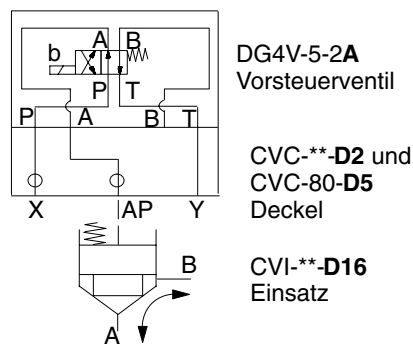 A B
b
P T
P A B T
X AP Y
B
A
DG4V-5-2A
Vorsteuerventil
CVC-**-D2 und
CVC-80-D5
Deckel
CVI-**-D16
Einsatz